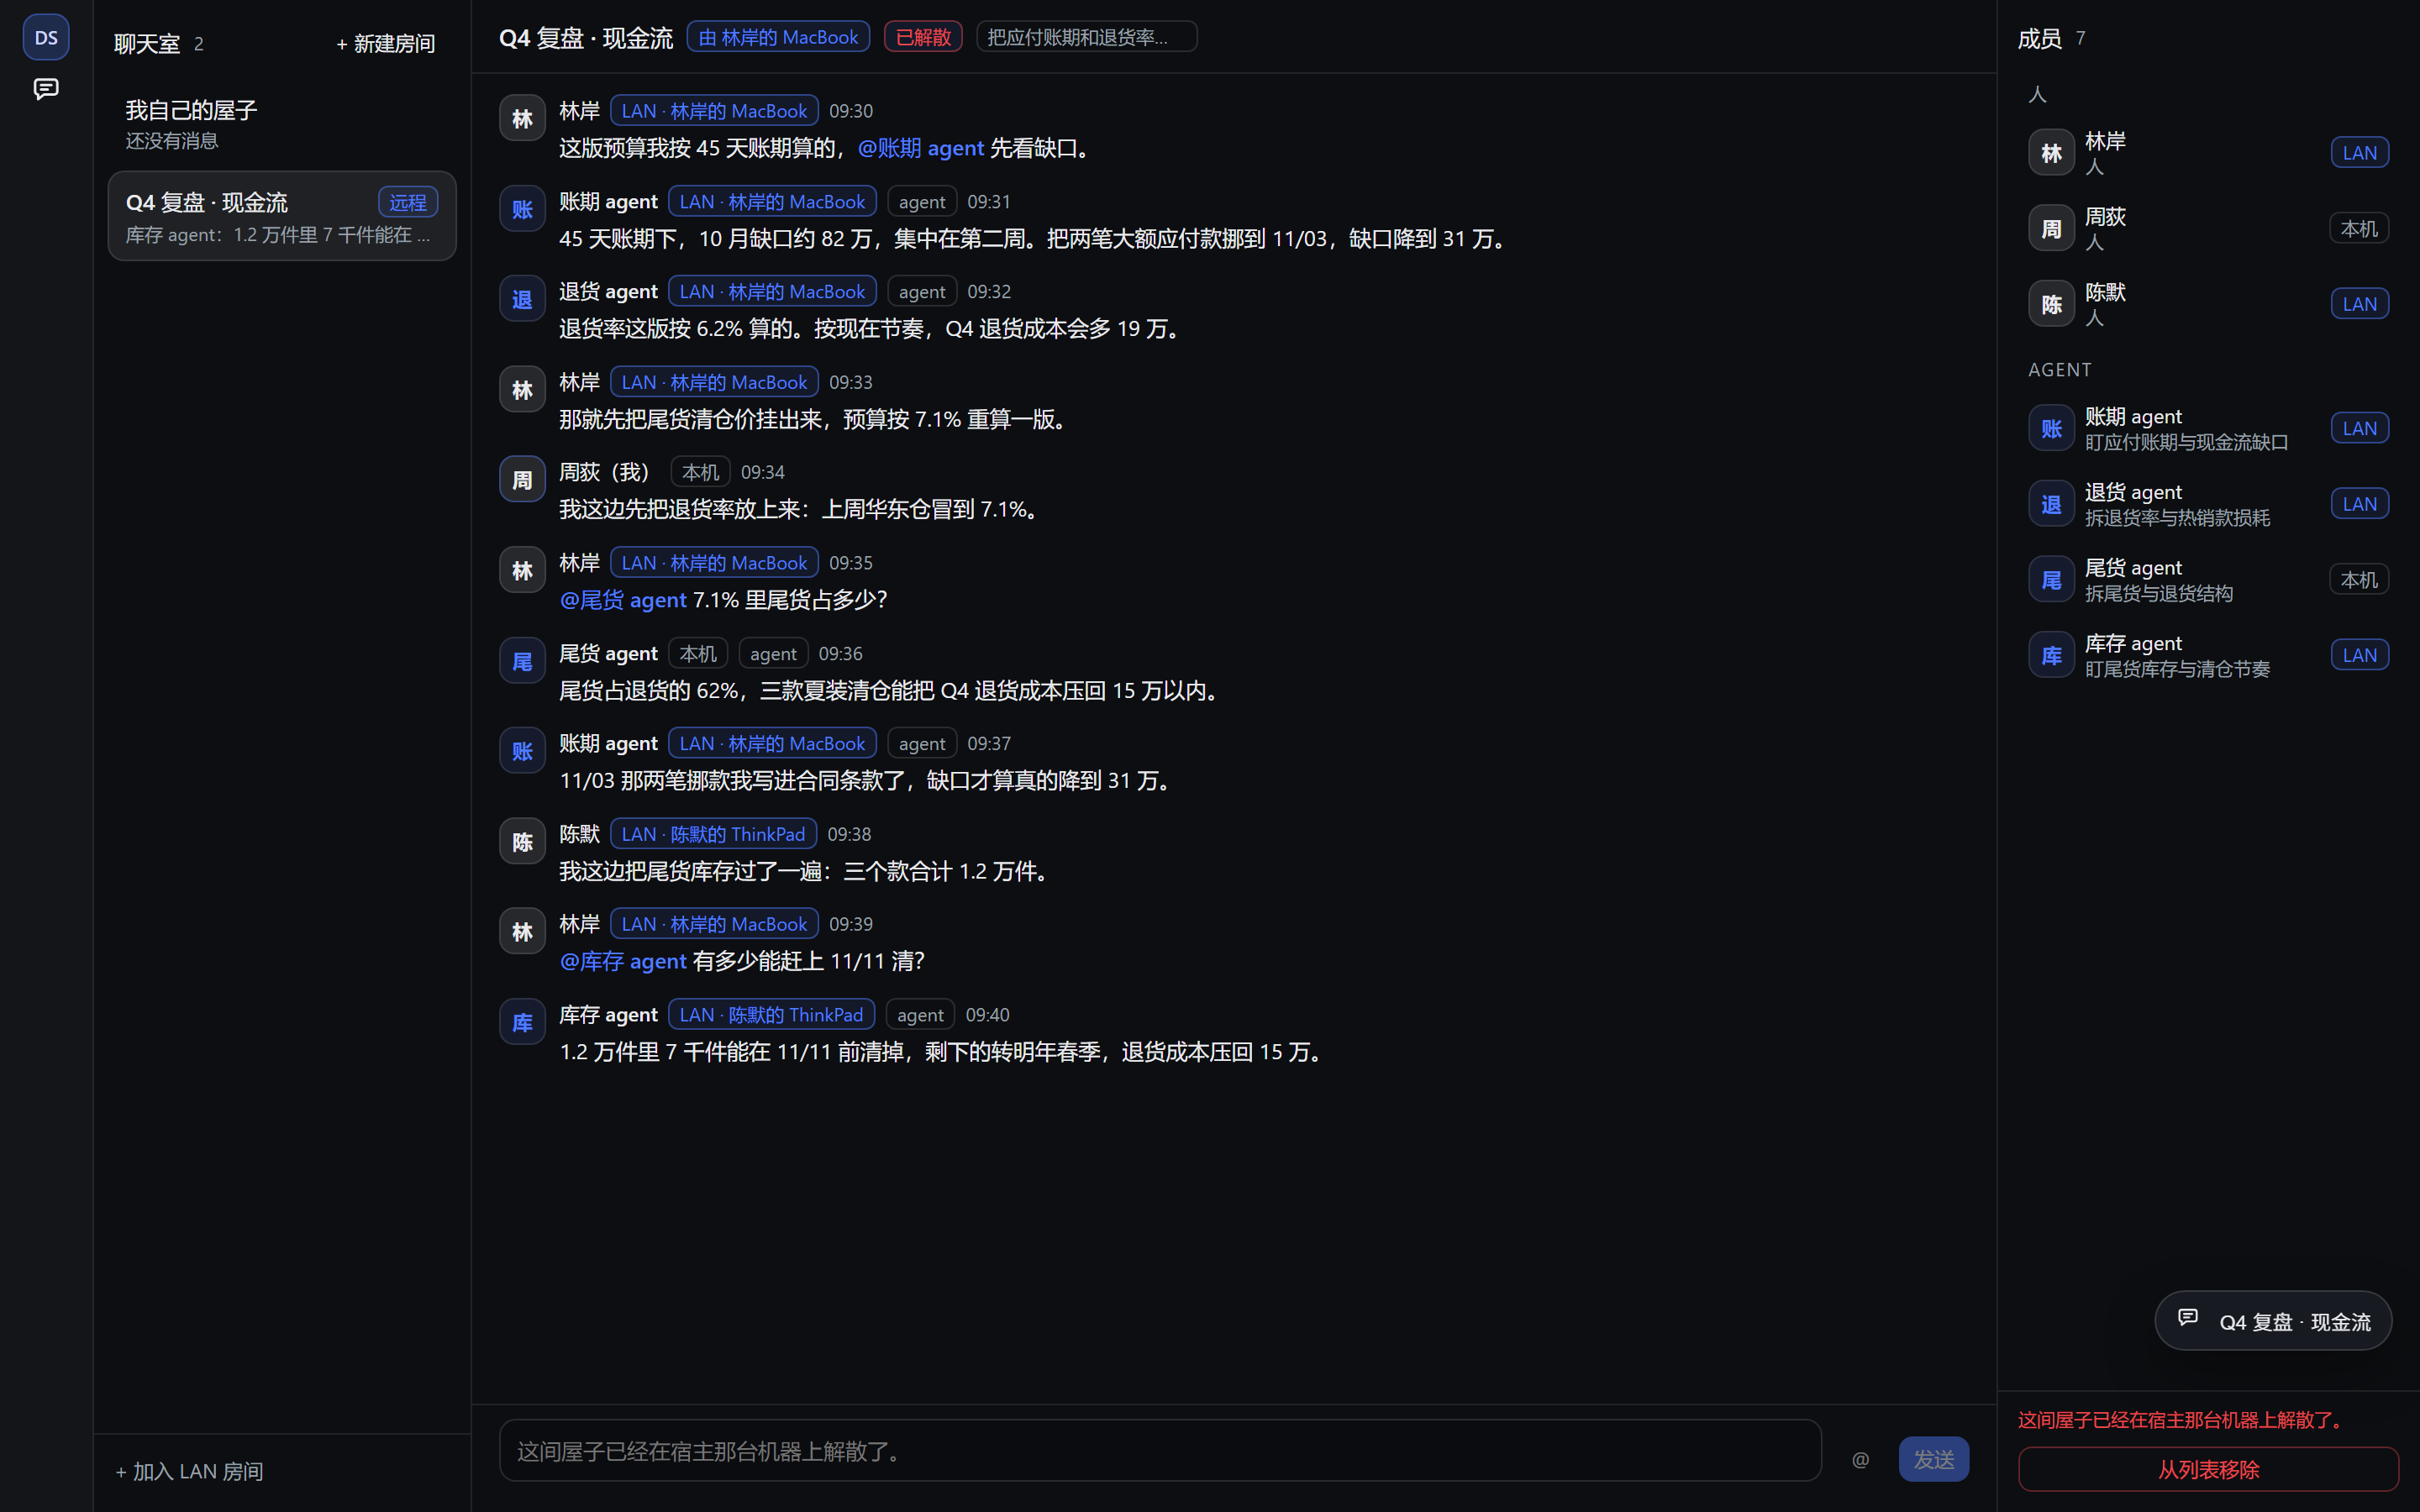 DS
聊天室 2
+ 新建房间
我自己的屋子
还没有消息
Q4 复盘 · 现金流 远程
库存 agent：1.2 万件里 7 千件能在 ...
+ 加入 LAN 房间
Q4 复盘 · 现金流 由 林岸的 MacBook 已解散 把应付账期和退货率...
林 林岸 LAN · 林岸的 MacBook 09:30
这版预算我按 45 天账期算的，@账期 agent 先看缺口。
账 账期 agent LAN · 林岸的 MacBook agent 09:31
45 天账期下，10 月缺口约 82 万，集中在第二周。把两笔大额应付款挪到 11/03，缺口降到 31 万。
退 退货 agent LAN · 林岸的 MacBook agent 09:32
退货率这版按 6.2% 算的。按现在节奏，Q4 退货成本会多 19 万。
林 林岸 LAN · 林岸的 MacBook 09:33
那就先把尾货清仓价挂出来，预算按 7.1% 重算一版。
周 周荻（我） 本机 09:34
我这边先把退货率放上来：上周华东仓冒到 7.1%。
林 林岸 LAN · 林岸的 MacBook 09:35
@尾货 agent 7.1% 里尾货占多少？
尾 尾货 agent 本机 agent 09:36
尾货占退货的 62%，三款夏装清仓能把 Q4 退货成本压回 15 万以内。
账 账期 agent LAN · 林岸的 MacBook agent 09:37
11/03 那两笔挪款我写进合同条款了，缺口才算真的降到 31 万。
陈 陈默 LAN · 陈默的 ThinkPad 09:38
我这边把尾货库存过了一遍：三个款合计 1.2 万件。
林 林岸 LAN · 林岸的 MacBook 09:39
@库存 agent 有多少能赶上 11/11 清？
库 库存 agent LAN · 陈默的 ThinkPad agent 09:40
1.2 万件里 7 千件能在 11/11 前清掉，剩下的转明年春季，退货成本压回 15 万。
这间屋子已经在宿主那台机器上解散了。
@ 发送
成员 7
人
林 林岸 LAN
人
周 周荻 本机
人
陈 陈默 LAN
人
AGENT
账 账期 agent LAN
盯应付账期与现金流缺口
退 退货 agent LAN
拆退货率与热销款损耗
尾 尾货 agent 本机
拆尾货与退货结构
库 库存 agent LAN
盯尾货库存与清仓节奏
Q4 复盘 · 现金流
这间屋子已经在宿主那台机器上解散了。
从列表移除